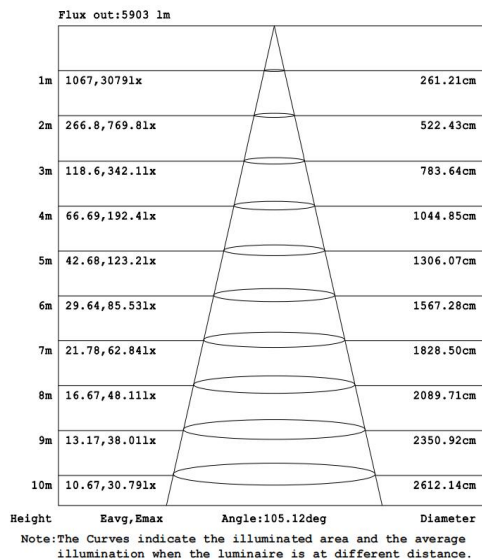 Flux out:5903 lm
1m 1067,3079lx 261.21cm
2m 266.8,769.8lx 522.43cm
3m 118.6,342.1lx 783.64cm
4m 66.69,192.4lx 1044.85cm
5m 42.68,123.2lx 1306.07cm
6m 29.64,85.53lx 1567.28cm
7m 21.78,62.84lx 1828.50cm
8m 16.67,48.11lx 2089.71cm
9m 13.17,38.01lx 2350.92cm
10m 10.67,30.79lx 2612.14cm
Height Eavg,Emax Angle:105.12deg Diameter
Note:The Curves indicate the illuminated area and the average
illumination when the luminaire is at different distance.